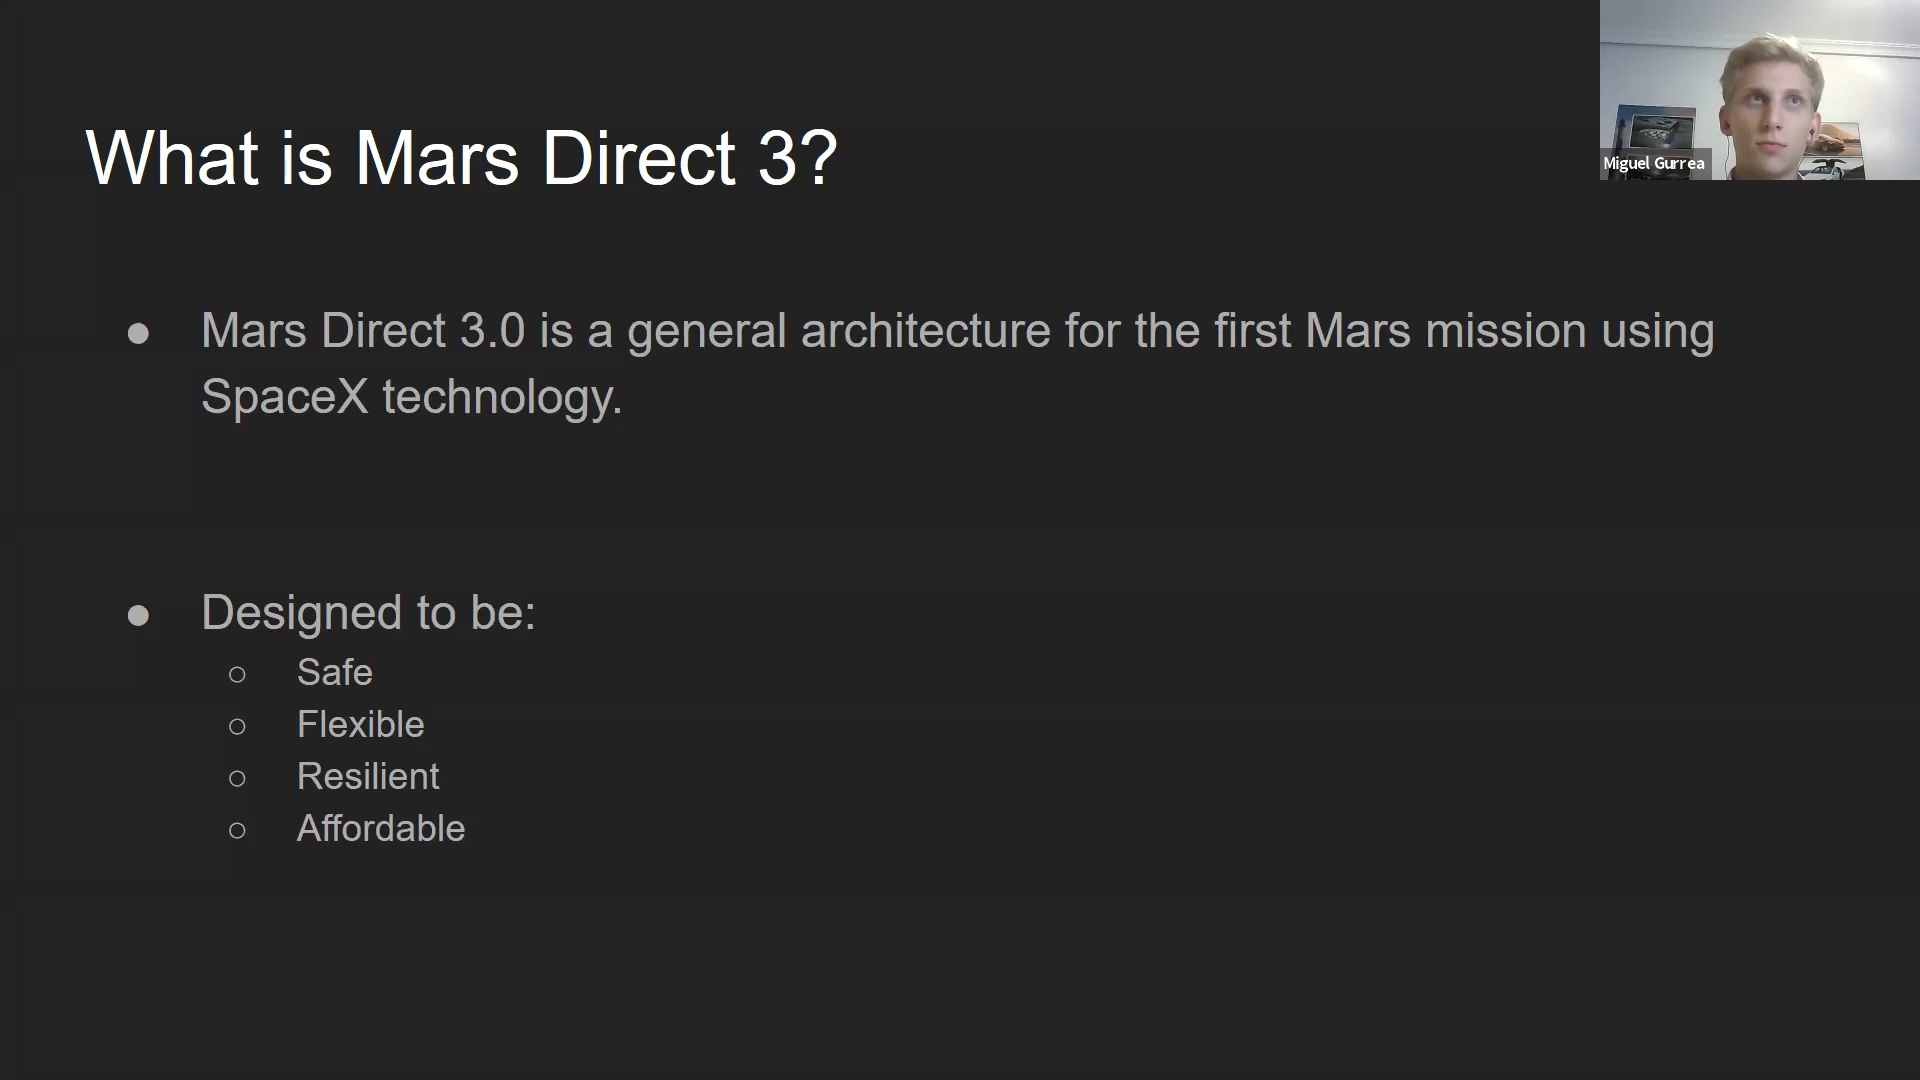 What is Mars Direct 3?
Miguel Gurrea
● Mars Direct 3.0 is a general architecture for the first Mars mission using
SpaceX technology.
● Designed to be:
○ Safe
○ Flexible
○ Resilient
○ Affordable